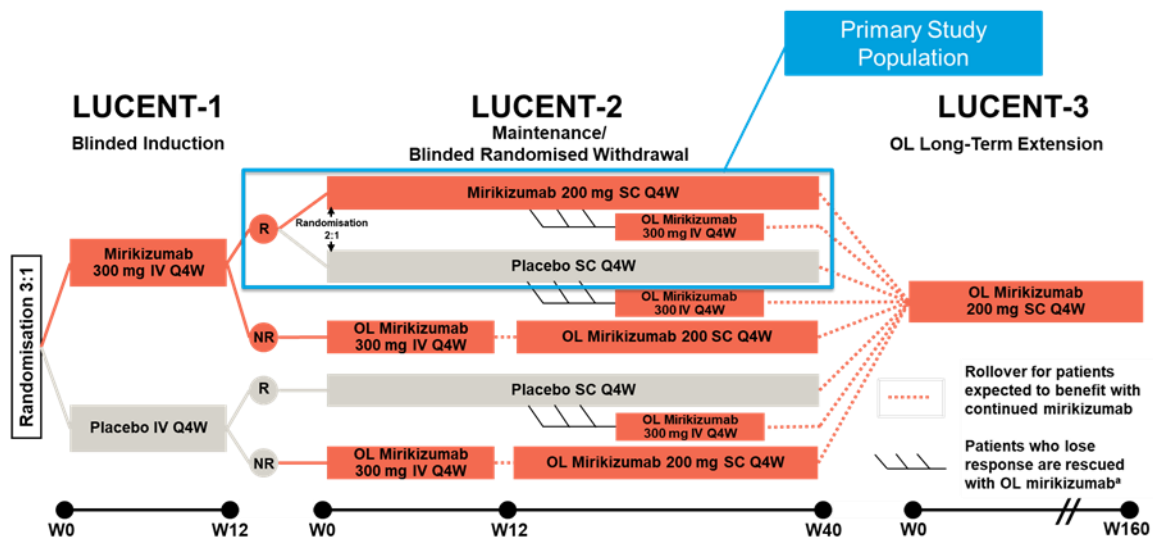 Primary Study
Population
LUCENT-1
Blinded Induction
LUCENT-2
Maintenance/
Blinded Randomised Withdrawal
LUCENT-3
OL Long-Term Extension
Randomisation 3:1
Mirikizumab
300 mg IV Q4W
R
Randomisation
2:1
Mirikizumab 200 mg SC Q4W
OL Mirikizumab
300 mg IV Q4W
Placebo SC Q4W
OL Mirikizumab
300 IV Q4W
NR
OL Mirikizumab
300 mg IV Q4W
OL Mirikizumab 200 SC Q4W
OL Mirikizumab
200 mg SC Q4W
Placebo IV Q4W
R
Placebo SC Q4W
OL Mirikizumab
300 mg IV Q4W
NR
OL Mirikizumab
300 mg IV Q4W
OL Mirikizumab 200 mg SC Q4W
Rollover for patients
expected to benefit with
continued mirikizumab
Patients who lose
response are rescued
with OL mirikizumabᵃ
W0
W12
W0
W12
W40
W0
W160